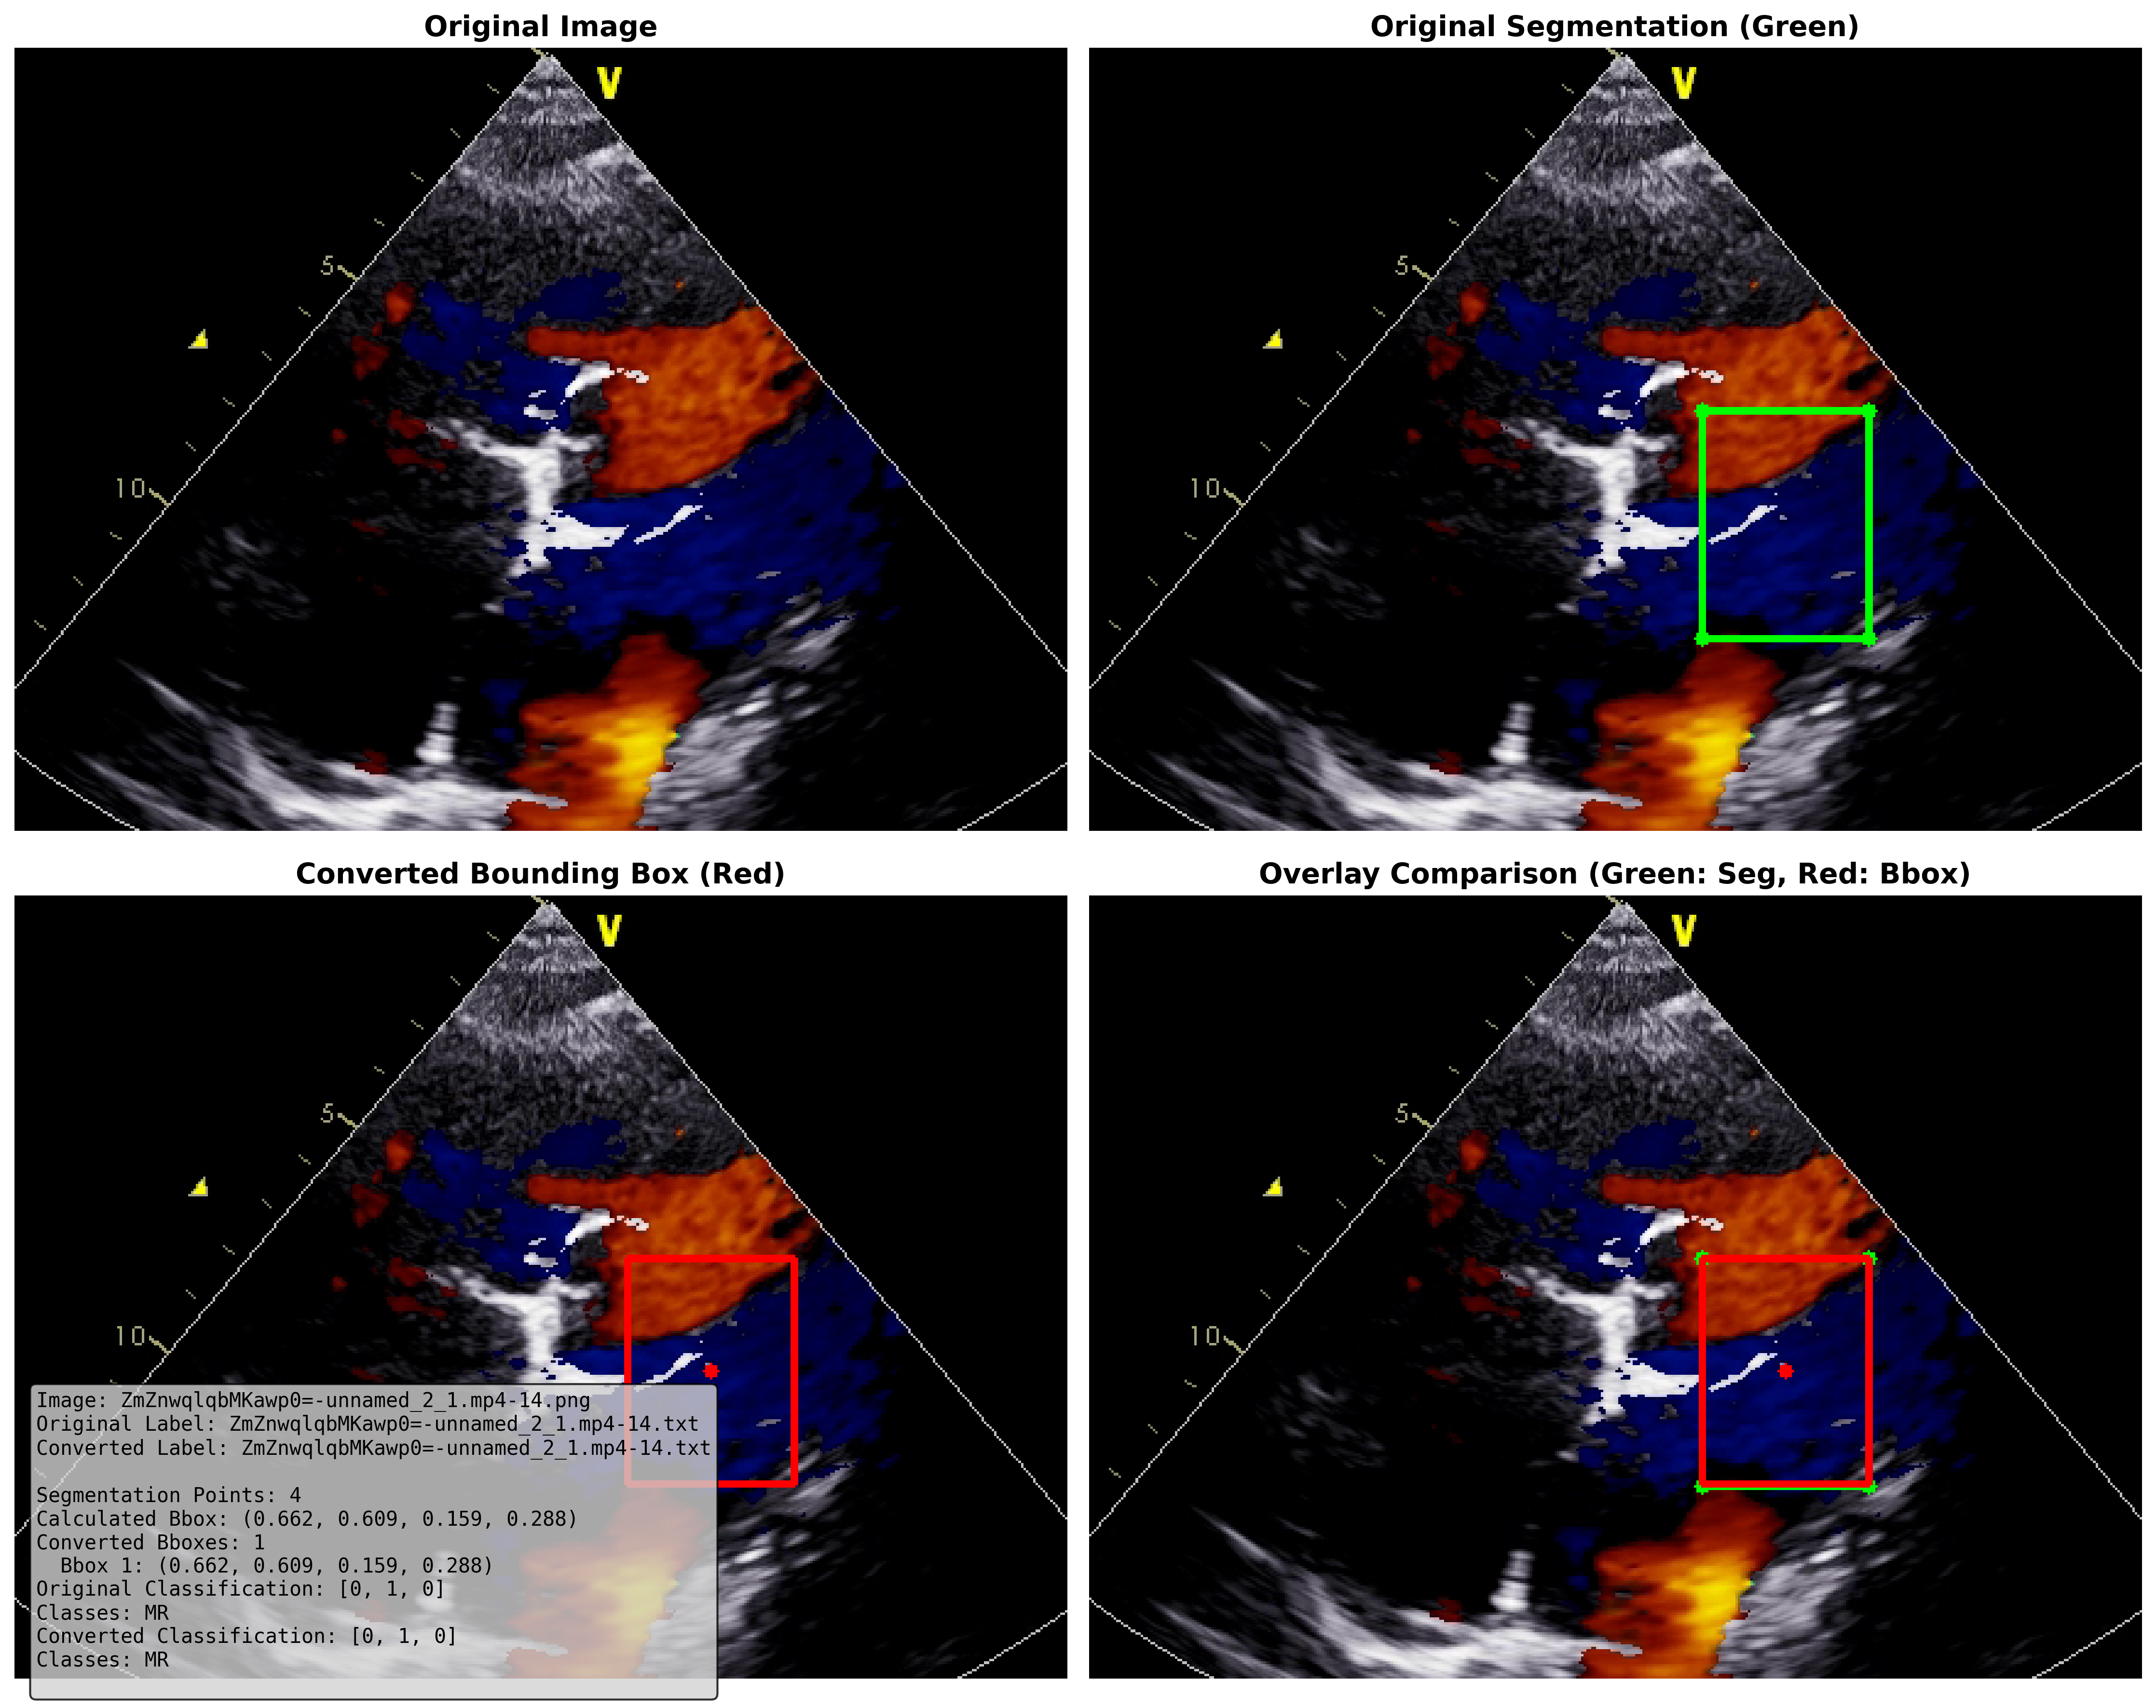 Original Image
Original Segmentation (Green)
V
5
10
V
5
10
Converted Bounding Box (Red)
Overlay Comparison (Green: Seg, Red: Bbox)
V
5
10
V
5
10
Image: ZmZnwqlqbMKawp0=-unnamed_2_1.mp4-14.png
Original Label: ZmZnwqlqbMKawp0=-unnamed_2_1.mp4-14.txt
Converted Label: ZmZnwqlqbMKawp0=-unnamed_2_1.mp4-14.txt
Segmentation Points: 4
Calculated Bbox: (0.662, 0.609, 0.159, 0.288)
Converted Bboxes: 1
Bbox 1: (0.662, 0.609, 0.159, 0.288)
Original Classification: [0, 1, 0]
Classes: MR
Converted Classification: [0, 1, 0]
Classes: MR